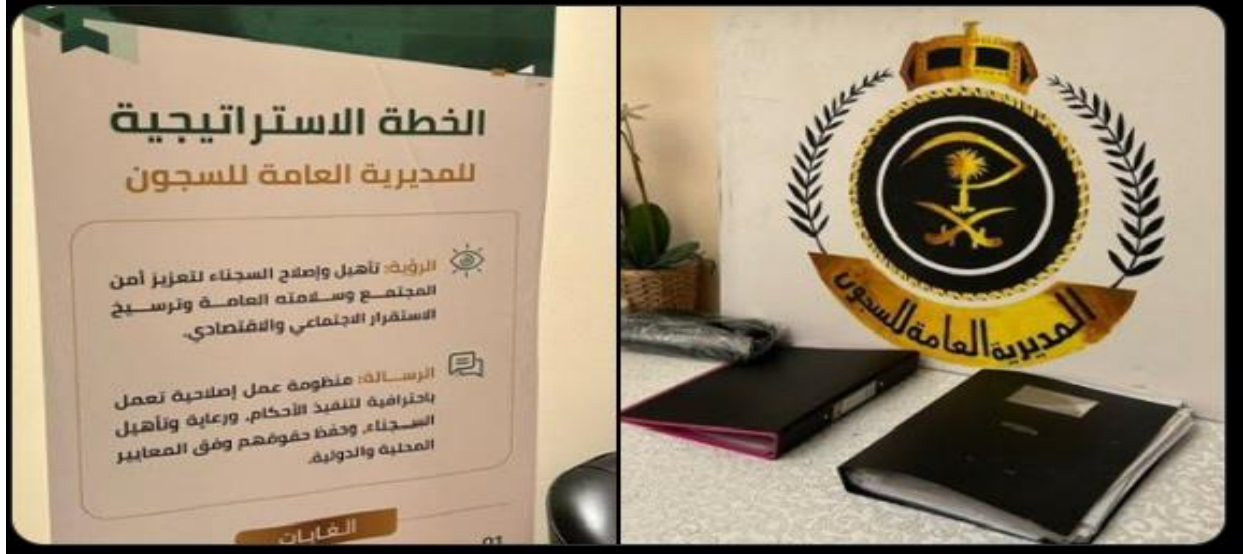 الخطة الاستراتيجية
للمديرية العامة للسجون
الرؤية: تأهيل وإصلاح السجناء لتعزيز أمن
المجتمع وسلامته العامة وترسيخ
الاستقرار الاجتماعي والاقتصادي.
الرسالة: منظومة عمل إصلاحية تعمل
باحترافية لتنفيذ الأحكام، ورعاية وتأهيل
السجناء، وحفظ حقوقهم وفق المعايير
المحلية والدولية.
الغايات
01
المديرية العامة للسجون